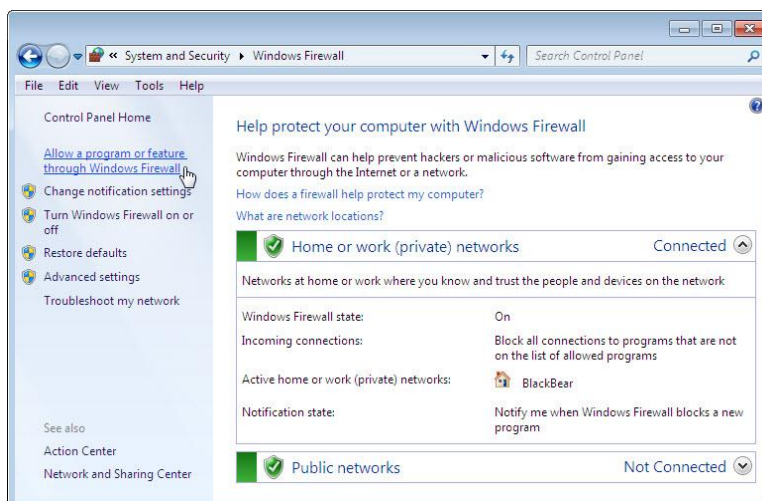 « System and Security ▸ Windows Firewall
Search Control Panel
File Edit View Tools Help
Control Panel Home
Allow a program or feature
through Windows Firewall
Change notification settings
Turn Windows Firewall on or
off
Restore defaults
Advanced settings
Troubleshoot my network
See also
Action Center
Network and Sharing Center
Help protect your computer with Windows Firewall
Windows Firewall can help prevent hackers or malicious software from gaining access to your
computer through the Internet or a network.
How does a firewall help protect my computer?
What are network locations?
Home or work (private) networks Connected
Networks at home or work where you know and trust the people and devices on the network
Windows Firewall state: On
Incoming connections: Block all connections to programs that are not
on the list of allowed programs
Active home or work (private) networks: BlackBear
Notification state: Notify me when Windows Firewall blocks a new
program
Public networks Not Connected